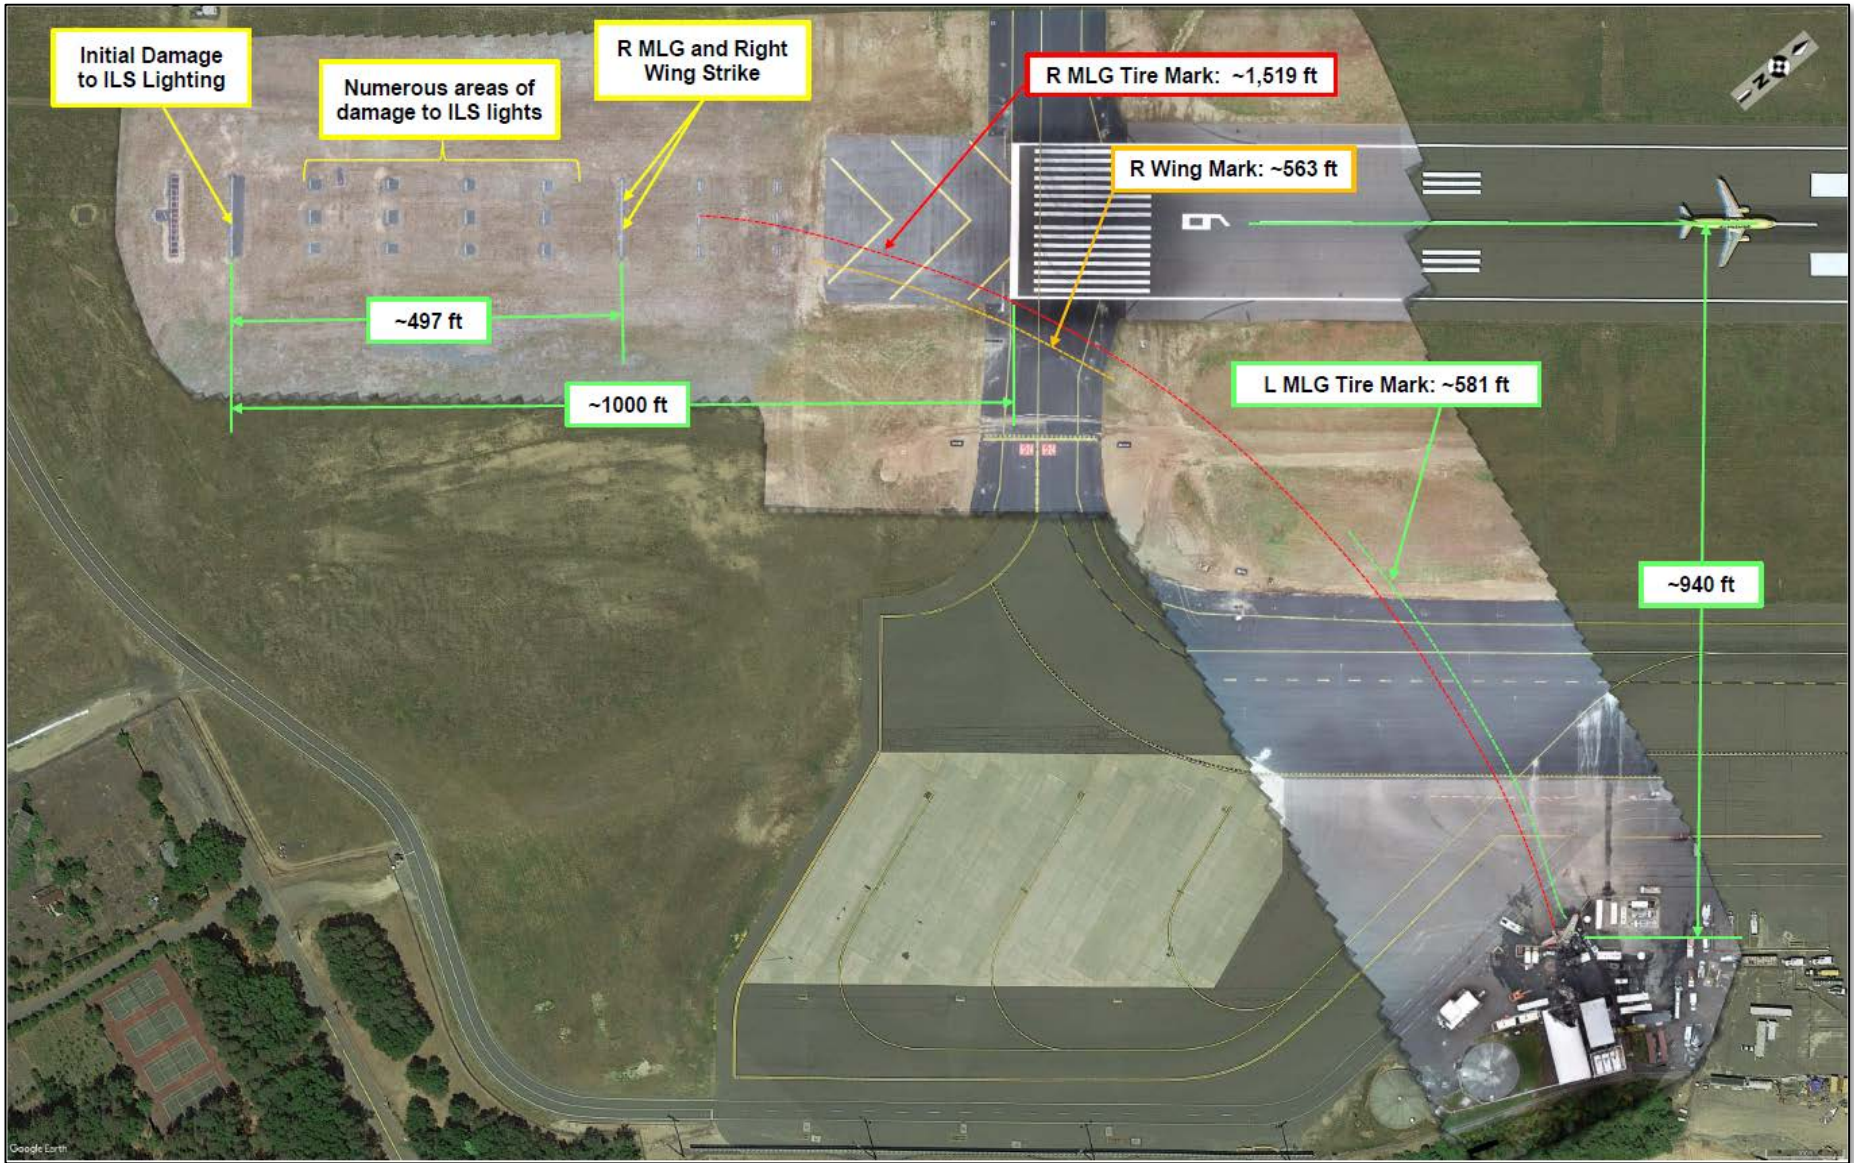 Initial Damage
to ILS Lighting
Numerous areas of
damage to ILS lights
R MLG and Right
Wing Strike
R MLG Tire Mark: ~1,519 ft
R Wing Mark: ~563 ft
N
9
~497 ft
~1000 ft
L MLG Tire Mark: ~581 ft
~940 ft
Google Earth